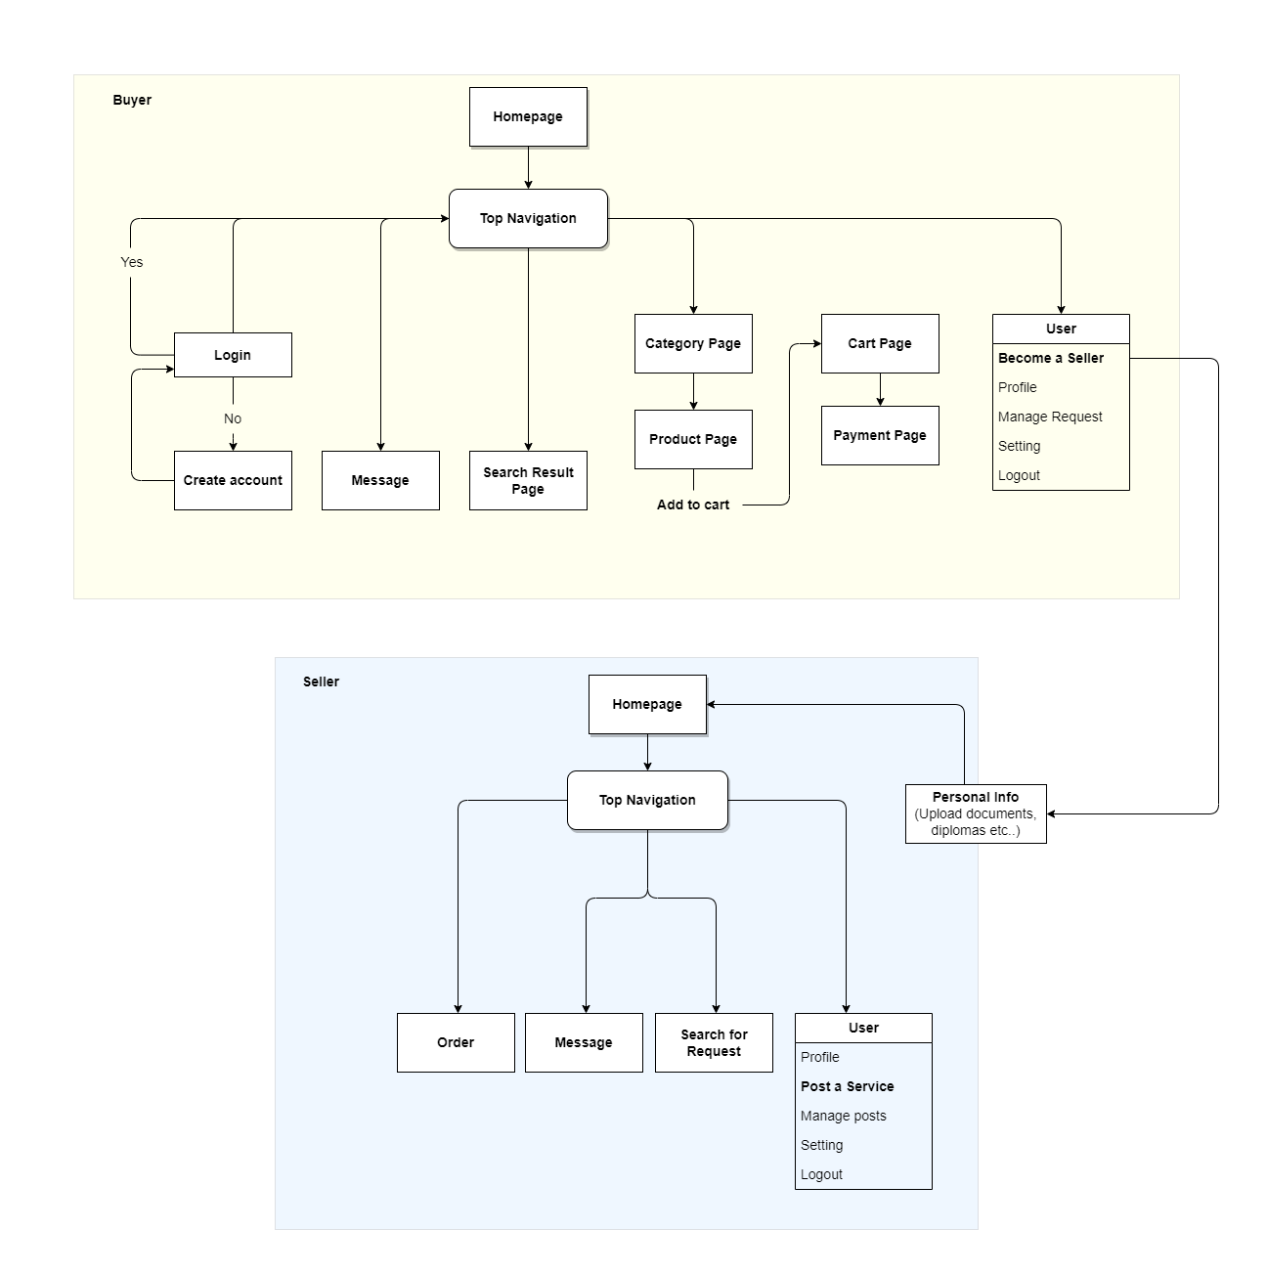 Buyer
Homepage
Top Navigation
Yes
Login
No
Create account
Message
Search Result
Page
Category Page
Product Page
Add to cart
Cart Page
Payment Page
User
Become a Seller
Profile
Manage Request
Setting
Logout
Seller
Homepage
Top Navigation
Personal Info
(Upload documents,
diplomas etc..)
Order
Message
Search for
Request
User
Profile
Post a Service
Manage posts
Setting
Logout